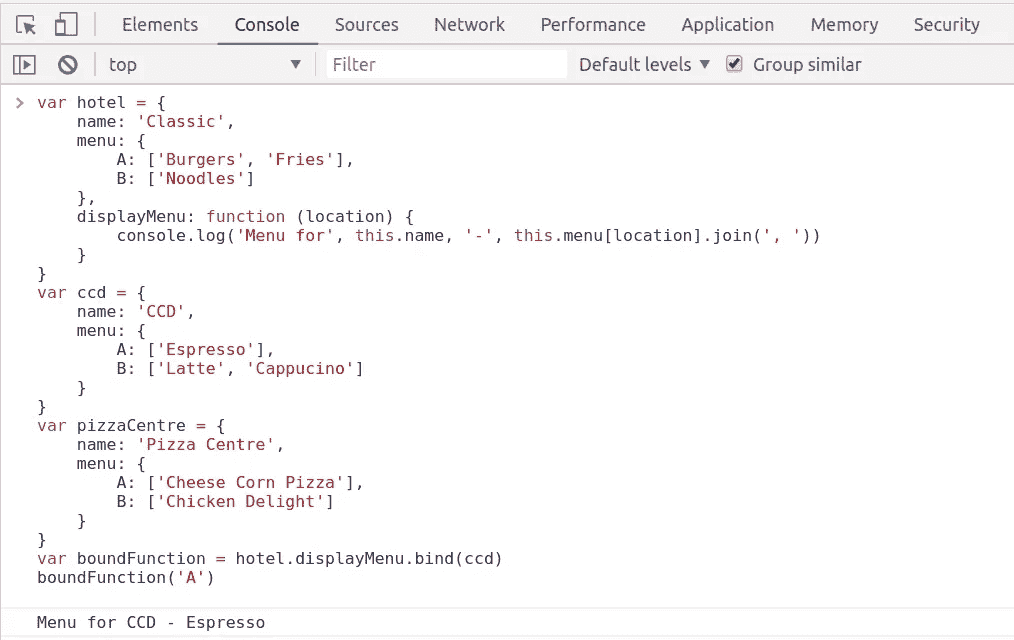 Elements Console Sources Network Performance Application Memory Security
top Filter Default levels Group similar
var hotel = {
    name: 'Classic',
    menu: {
        A: ['Burgers', 'Fries'],
        B: ['Noodles']
    },
    displayMenu: function (location) {
        console.log('Menu for', this.name, '-', this.menu[location].join(', '))
    }
}
var ccd = {
    name: 'CCD',
    menu: {
        A: ['Espresso'],
        B: ['Latte', 'Cappucino']
    }
}
var pizzaCentre = {
    name: 'Pizza Centre',
    menu: {
        A: ['Cheese Corn Pizza'],
        B: ['Chicken Delight']
    }
}
var boundFunction = hotel.displayMenu.bind(ccd)
boundFunction('A')
Menu for CCD - Espresso